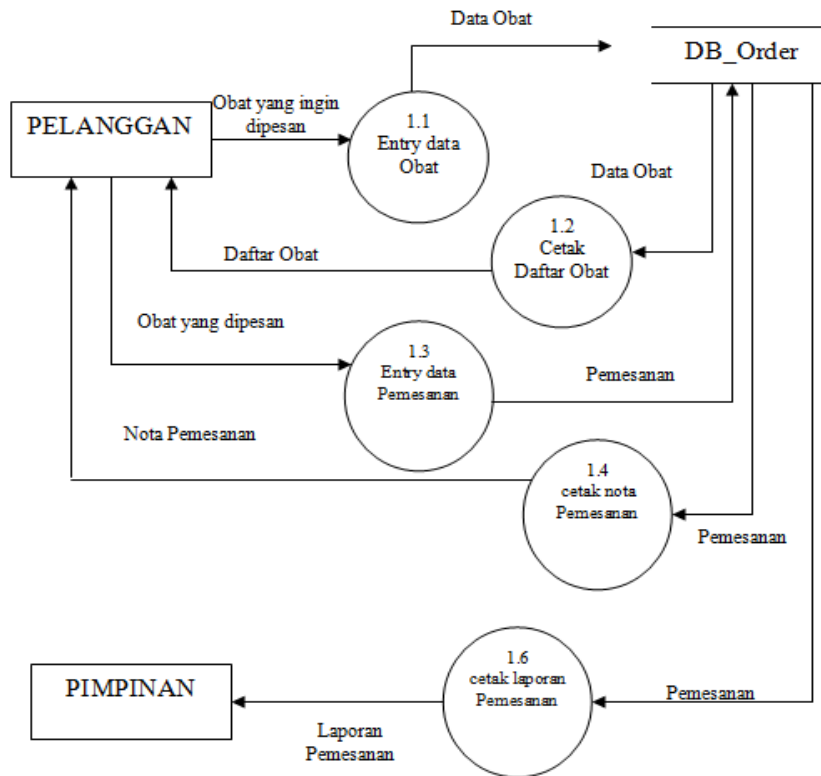 Data Obat
DB_Order
PELANGGAN
Obat yang ingin
dipesan
1.1
Entry data
Obat
Data Obat
1.2
Cetak
Daftar Obat
Daftar Obat
Obat yang dipesan
1.3
Entry data
Pemesanan
Pemesanan
Nota Pemesanan
1.4
cetak nota
Pemesanan
Pemesanan
PIMPINAN
1.6
cetak laporan
Pemesanan
Pemesanan
Laporan
Pemesanan